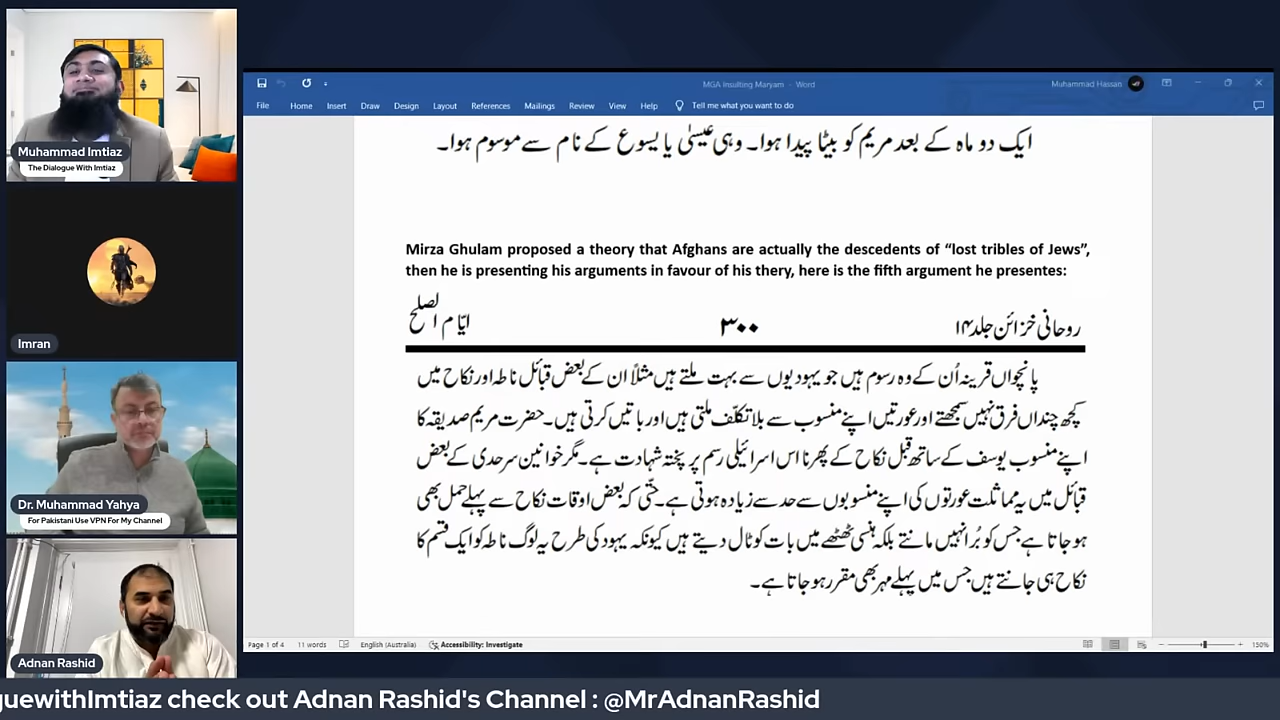 Muhammad Imtiaz
The Dialogue With Imtiaz
Imran
Dr. Muhammad Yahya
For Pakistani Use VPN For My Channel
Adnan Rashid
MGA Insulting Maryam - Word
Muhammad Hassan
File Home Insert Draw Design Layout References Mailings Review View Help Tell me what you want to do
ایک دو ماہ کے بعد مریم کو بیٹا پیدا ہوا۔ وہی عیسیٰ یا یسوع کے نام سے موسوم ہوا۔
Mirza Ghulam proposed a theory that Afghans are actually the descedents of “lost tribles of Jews”,
then he is presenting his arguments in favour of his thery, here is the fifth argument he presentes:
روحانی خزائن جلد ۱۴ ۳۰۰ ایّام الصلح
پانچواں قرینہ اُن کے وہ رسوم ہیں جو یہودیوں سے بہت ملتے ہیں مثلاً ان کے بعض قبائل ناطہ اور نکاح میں
کچھ چنداں فرق نہیں سمجھتے اور عورتیں اپنے منسوب سے بلا تکلّف ملتی ہیں اور باتیں کرتی ہیں۔ حضرت مریم صدیقہ کا
اپنے منسوب یوسف کے ساتھ قبل نکاح کے پھرنا اس اسرائیلی رسم پر پختہ شہادت ہے۔ مگر خوانین سرحدی کے بعض
قبائل میں یہ مماثلت عورتوں کی اپنے منسوبوں سے حد سے زیادہ ہوتی ہے۔ حتّٰی کہ بعض اوقات نکاح سے پہلے حمل بھی
ہو جاتا ہے جس کو بُرا نہیں مانتے بلکہ ہنسی ٹھٹھے میں بات کو ٹال دیتے ہیں کیونکہ یہود کی طرح یہ لوگ ناطہ کو ایک قسم کا
نکاح ہی جانتے ہیں جس میں پہلے مہر بھی مقرر ہو جاتا ہے۔
Page 1 of 4 11 words English (Australia) Accessibility: Investigate 150%
guewithImtiaz check out Adnan Rashid's Channel : @MrAdnanRashid